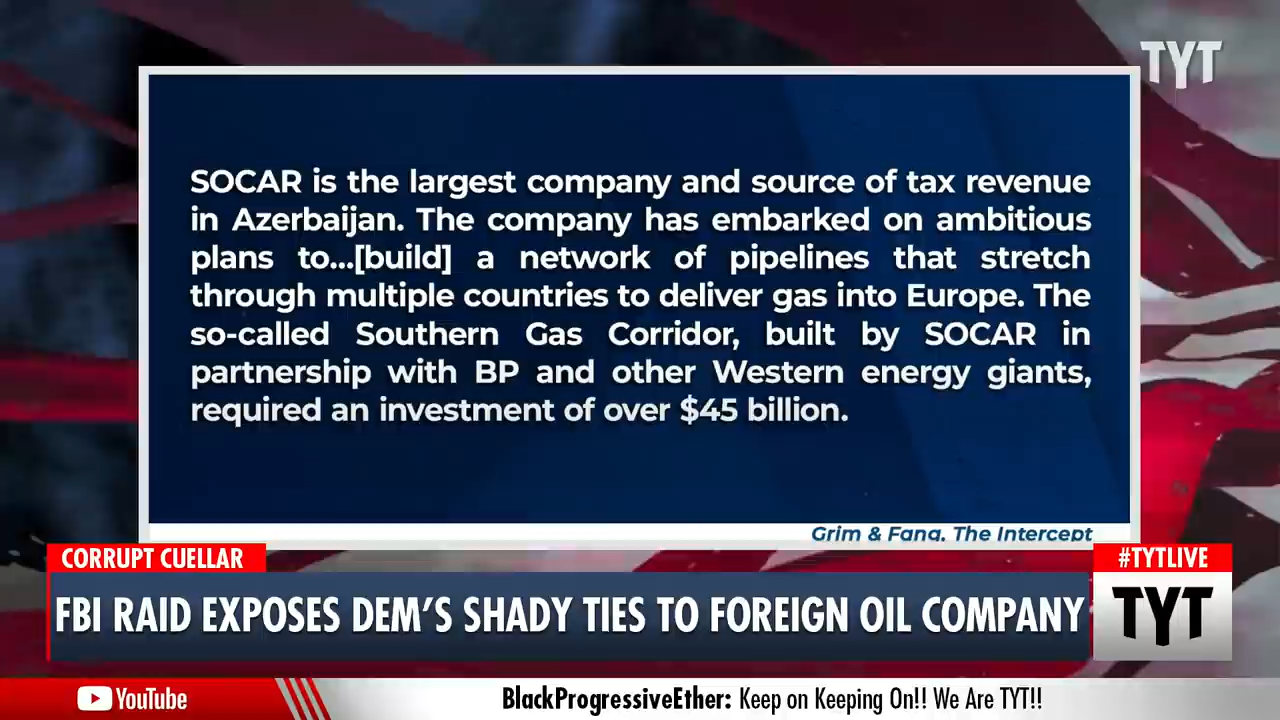 TYT
SOCAR is the largest company and source of tax revenue
in Azerbaijan. The company has embarked on ambitious
plans to...[build] a network of pipelines that stretch
through multiple countries to deliver gas into Europe. The
so-called Southern Gas Corridor, built by SOCAR in
partnership with BP and other Western energy giants,
required an investment of over $45 billion.
Grim & Fang, The Intercept
CORRUPT CUELLAR
#TYTLIVE
FBI RAID EXPOSES DEM'S SHADY TIES TO FOREIGN OIL COMPANY
TYT
YouTube
BlackProgressiveEther: Keep on Keeping On!! We Are TYT!!